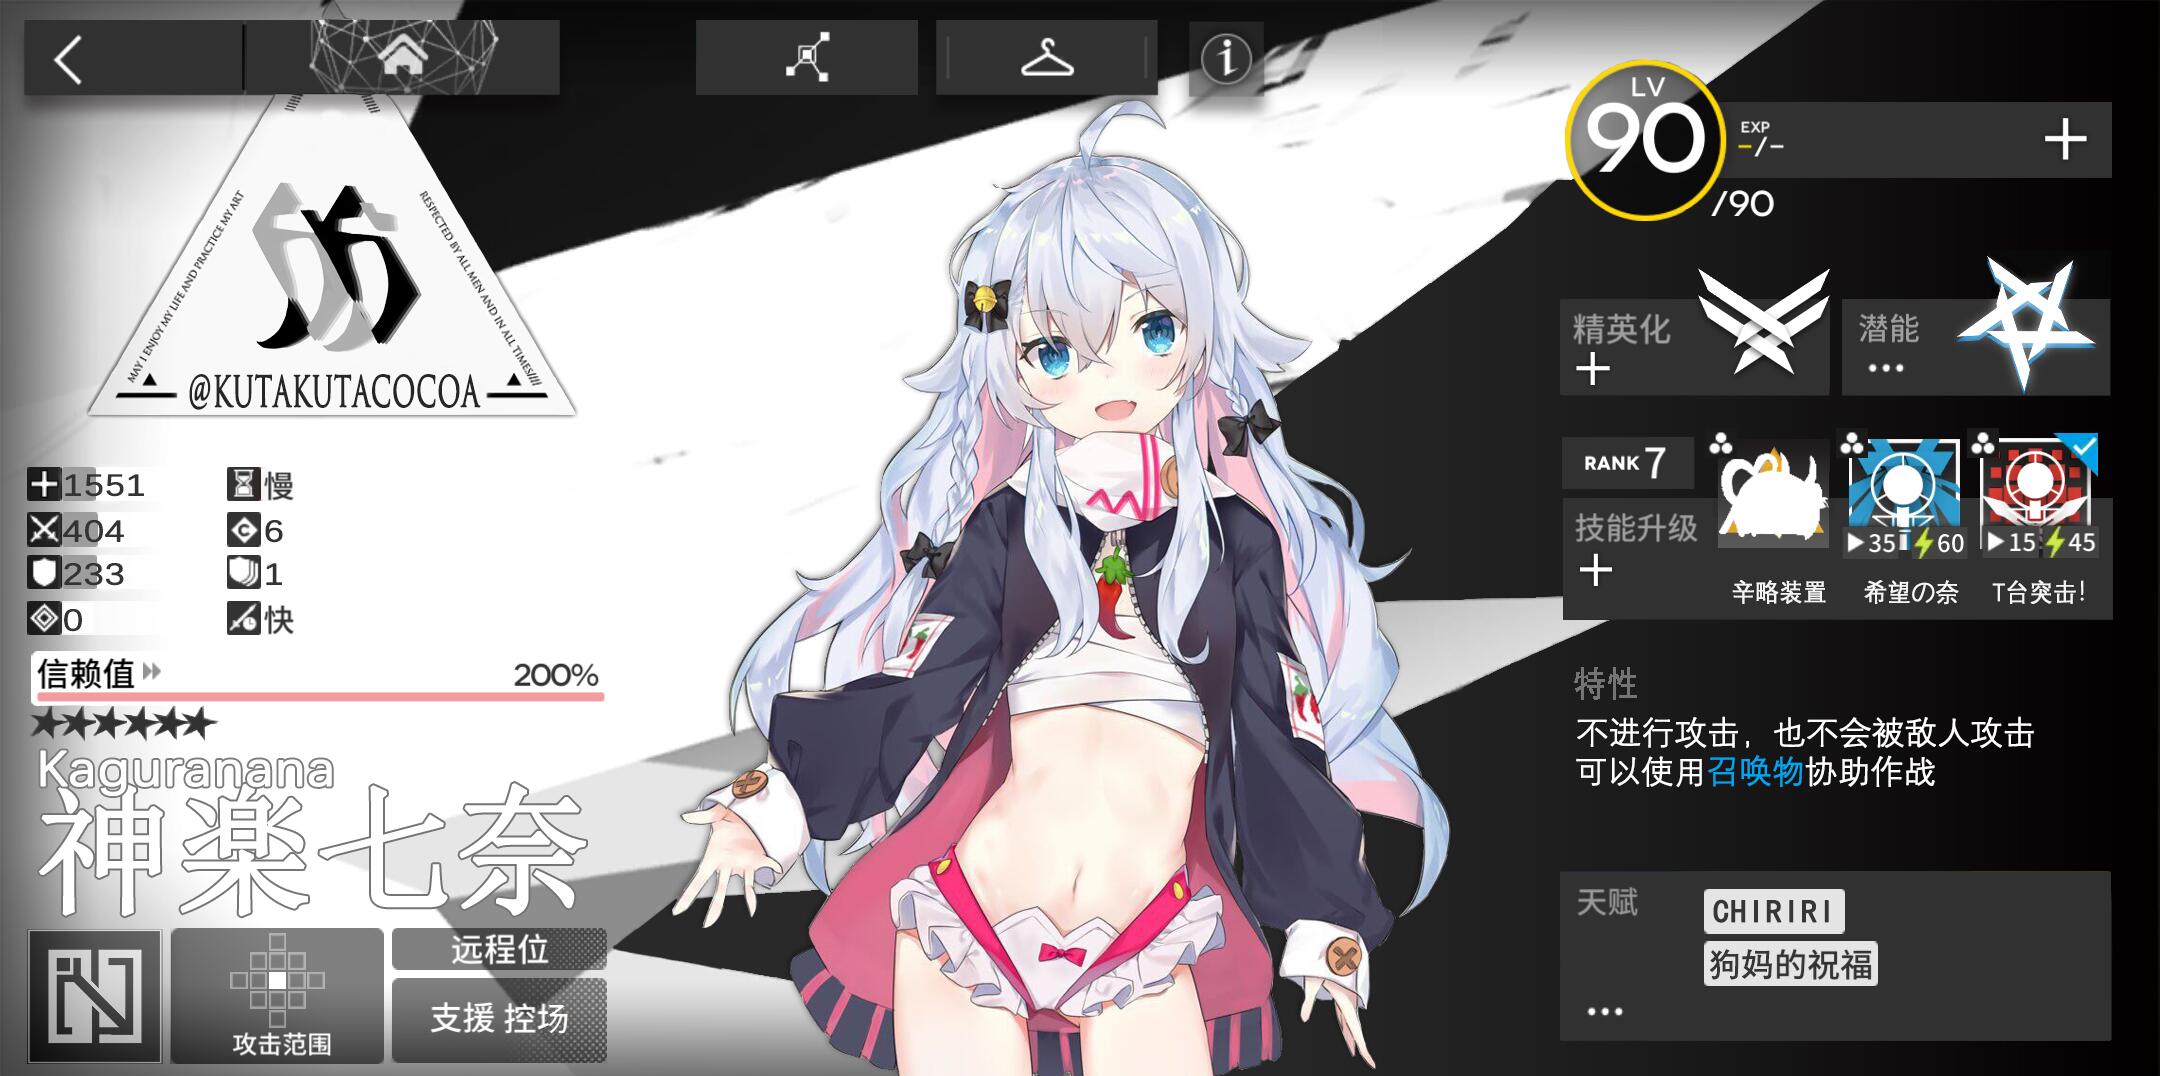 LV
90
EXP
-/-
/90
MAY I ENJOY MY LIFE AND PRACTICE MY ART
RESPECTED BY ALL MEN AND IN ALL TIMES!!!!
@KUTAKUTACOCOA
精英化
潜能
RANK 7
技能升级
35 60
15 45
辛略装置
希望の奈
T台突击!
1551
慢
404
6
233
1
0
快
信赖值
200%
Kaguranana
神楽七奈
远程位
攻击范围
支援 控场
特性
不进行攻击，也不会被敌人攻击
可以使用召唤物协助作战
天赋
CHIRIRI
狗妈的祝福